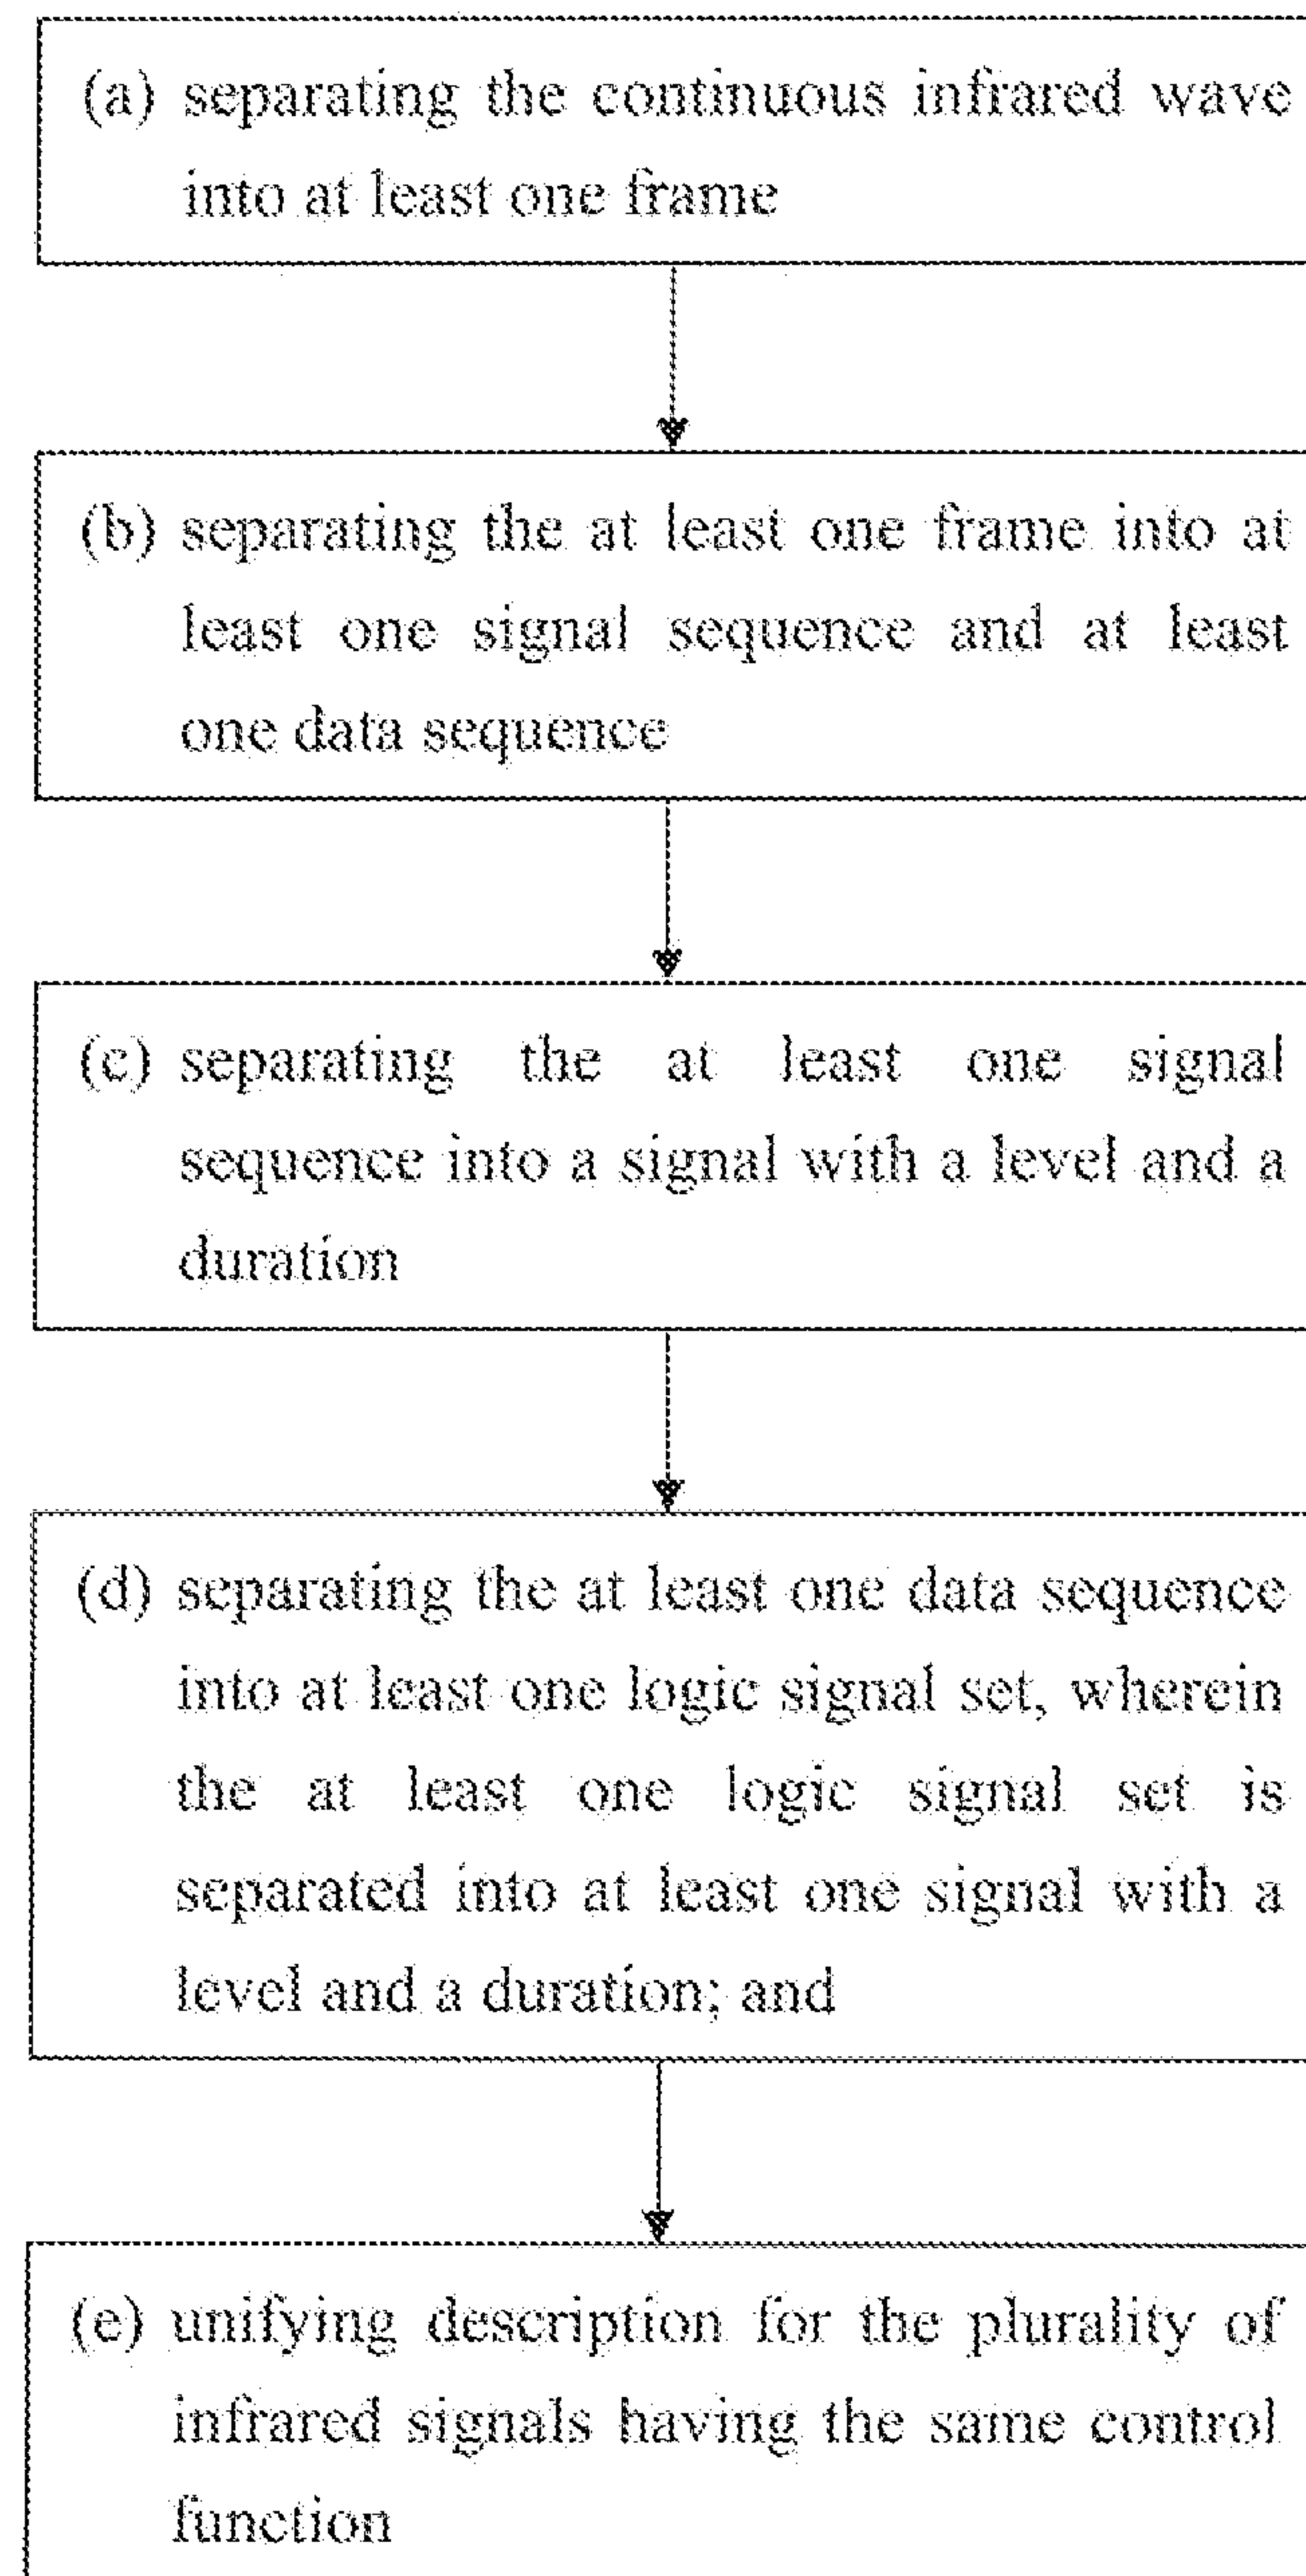 (a) separating the continuous infrared wave
into at least one frame
(b) separating the at least one frame into at
least one signal sequence and at least
one data sequence
(c) separating the at least one signal
sequence into a signal with a level and a
duration
(d) separating the at least one data sequence
into at least one logic signal set, wherein
the at least one logic signal set is
separated into at least one signal with a
level and a duration; and
(e) unifying description for the plurality of
infrared signals having the same control
function